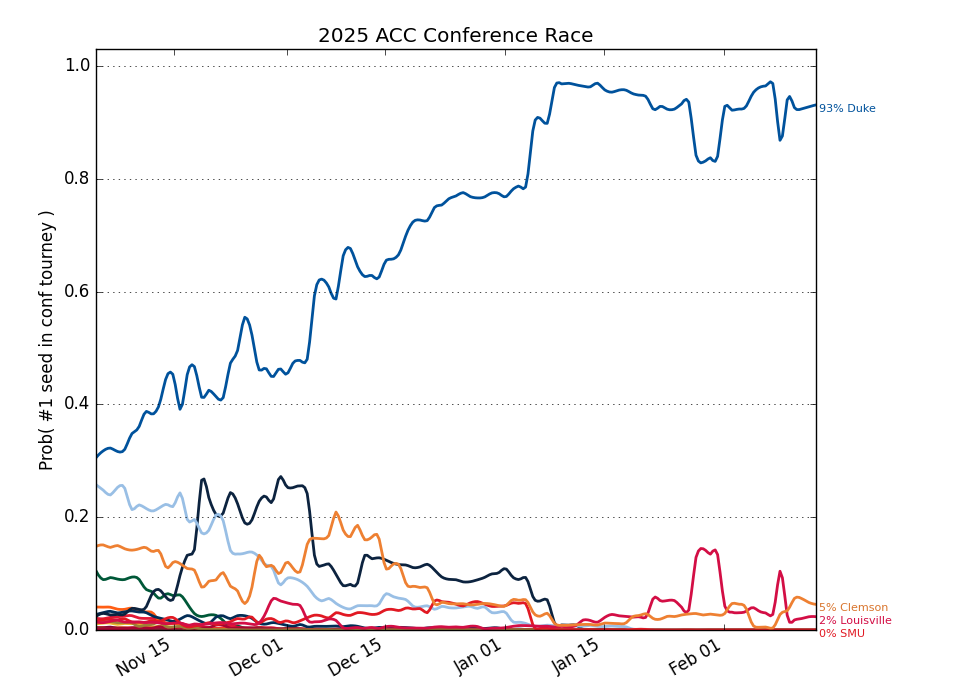 2025 ACC Conference Race
Prob( #1 seed in conf tourney )
1.0
0.8
0.6
0.4
0.2
0.0
Nov 15
Dec 01
Dec 15
Jan 01
Jan 15
Feb 01
93% Duke
5% Clemson
2% Louisville
0% SMU